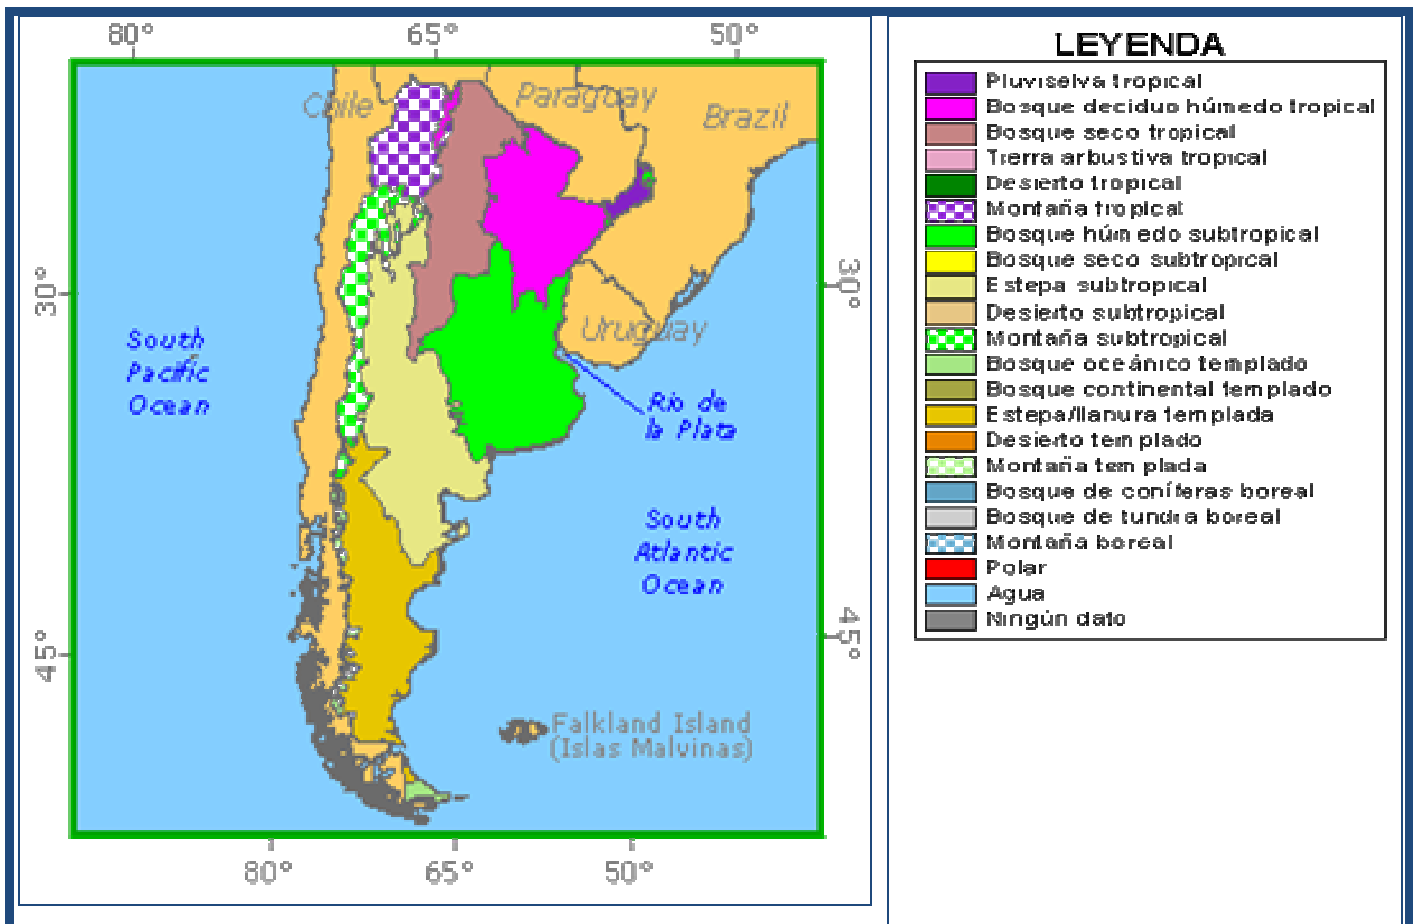 80° 65° 50°
Chile
Paraguay
Brazil
30°
30°
Uruguay
South
Pacific
Ocean
Río de
la Plata
South
Atlantic
Ocean
45°
45°
Falkland Island
(Islas Malvinas)
80° 65° 50°
LEYENDA
Pluviselva tropical
Bosque deciduo húmedo tropical
Bosque seco tropical
Tierra arbustiva tropical
Desierto tropical
Montaña tropical
Bosque húmedo subtropical
Bosque seco subtropical
Estepa subtropical
Desierto subtropical
Montaña subtropical
Bosque oceánico templado
Bosque continental templado
Estepa/llanura templada
Desierto templado
Montaña templada
Bosque de coníferas boreal
Bosque de tundra boreal
Montaña boreal
Polar
Agua
Ningún dato